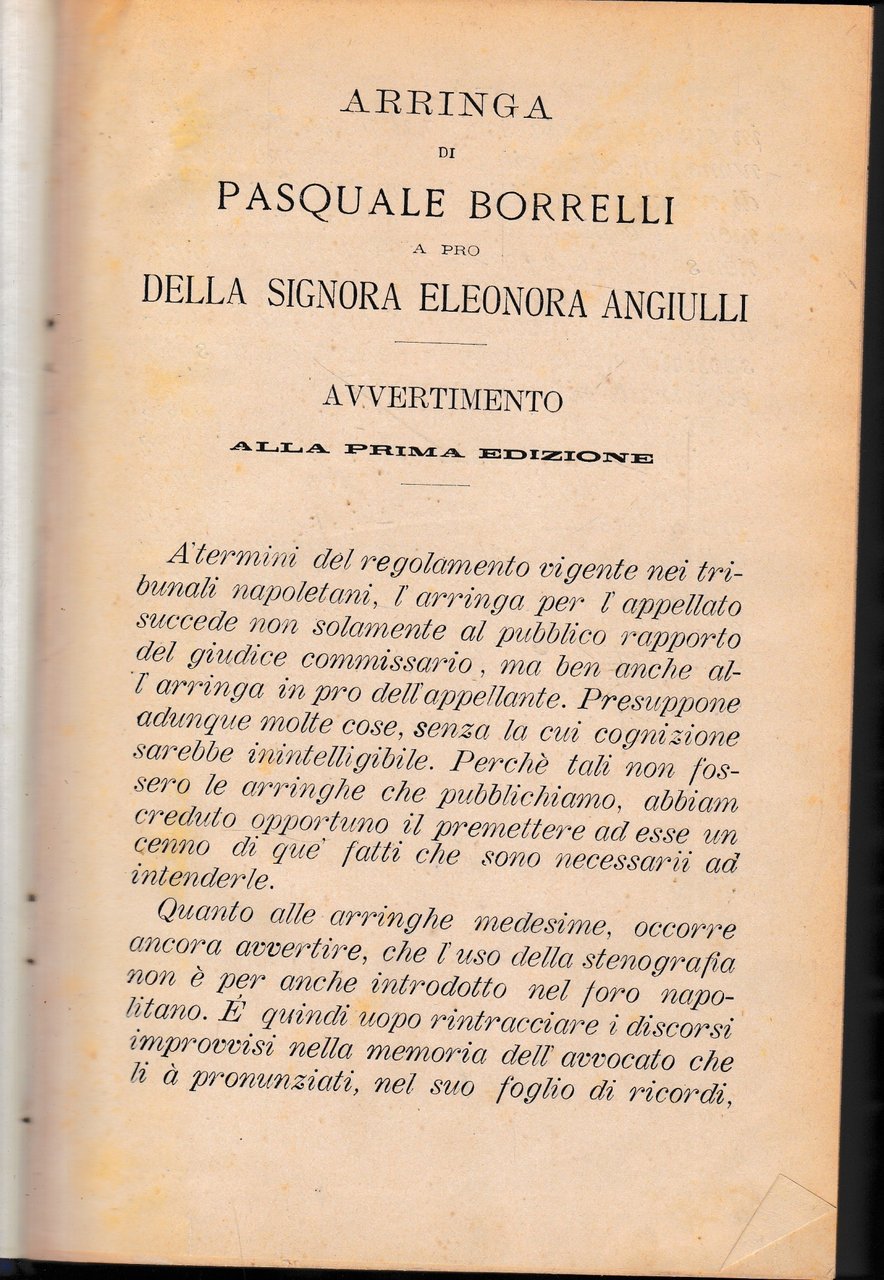 ARRINGA
DI
PASQUALE BORRELLI
A PRO
DELLA SIGNORA ELEONORA ANGIULLI
AVVERTIMENTO
ALLA PRIMA EDIZIONE
A' termini del regolamento vigente nei tri-
bunali napoletani, l'arringa per l'appellato
succede non solamente al pubblico rapporto
del giudice commissario, ma ben anche al-
l'arringa in pro dell'appellante. Presuppone
adunque molte cose, senza la cui cognizione
sarebbe inintelligibile. Perchè tali non fos-
sero le arringhe che pubblichiamo, abbiam
creduto opportuno il premettere ad esse un
cenno di que' fatti che sono necessarii ad
intenderle.
Quanto alle arringhe medesime, occorre
ancora avvertire, che l'uso della stenografia
non è per anche introdotto nel foro napo-
litano. É quindi uopo rintracciare i discorsi
improvvisi nella memoria dell'avvocato che
li à pronunziati, nel suo foglio di ricordi,